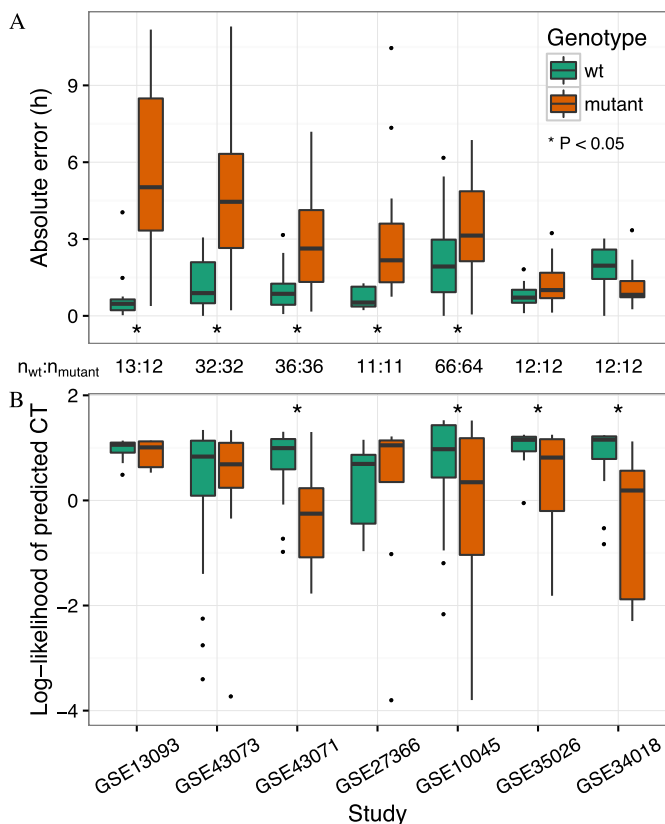 A
Absolute error (h)
9
6
3
0
Genotype
wt
mutant
* P < 0.05
* * * * *
nwt:nmutant 13:12 32:32 36:36 11:11 66:64 12:12 12:12
B
Log−likelihood of predicted CT
2
0
−2
−4
* * * *
GSE13093 GSE43073 GSE43071 GSE27366 GSE10045 GSE35026 GSE34018
Study